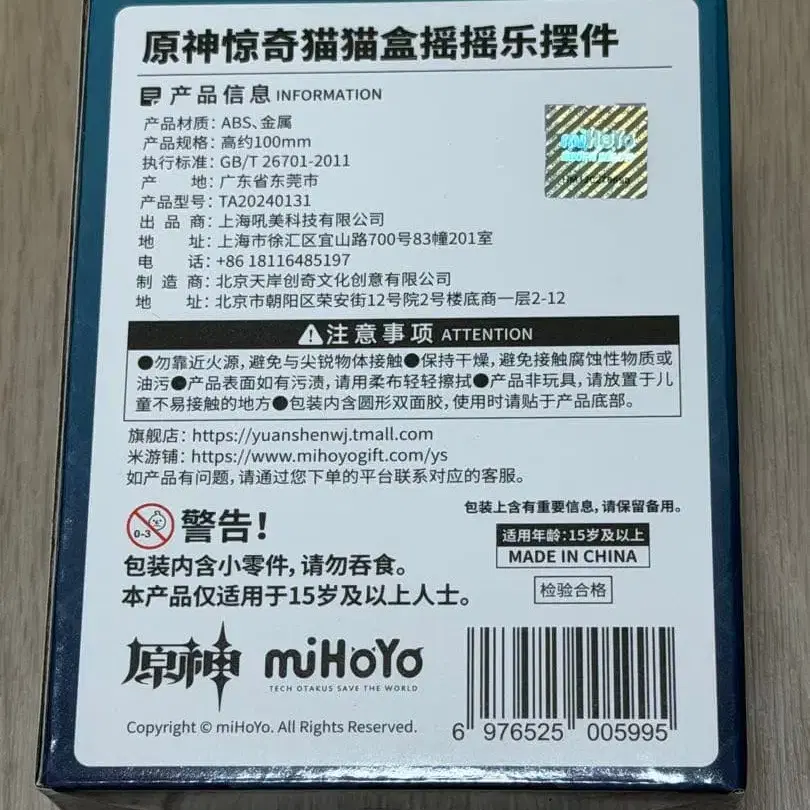 原神惊奇猫猫盒摇摇乐摆件
产品信息 INFORMATION
产品材质：ABS、金属
产品规格：高约100mm
执行标准：GB/T 26701-2011
产 地：广东省东莞市
产品型号：TA20240131
出 品 商：上海吼美科技有限公司
地 址：上海市徐汇区宜山路700号83幢201室
电 话：+86 18116485197
制 造 商：北京天岸创奇文化创意有限公司
地 址：北京市朝阳区荣安街12号院2号楼底商一层2-12
miHoYo
注意事项 ATTENTION
●勿靠近火源，避免与尖锐物体接触●保持干燥，避免接触腐蚀性物质或
油污●产品表面如有污渍，请用柔布轻轻擦拭●产品非玩具，请放置于儿
童不易接触的地方●包装内含圆形双面胶，使用时请贴于产品底部。
旗舰店：https://yuanshenwj.tmall.com
米游铺：https://www.mihoyogift.com/ys
如产品有问题，请通过您下单的平台联系对应的客服。
包装上含有重要信息，请保留备用。
0-3
警告！
包装内含小零件，请勿吞食。
本产品仅适用于15岁及以上人士。
适用年龄：15岁及以上
MADE IN CHINA
检验合格
原神
miHoYo
TECH OTAKUS SAVE THE WORLD
Copyright © miHoYo. All Rights Reserved.
6 976525 005995